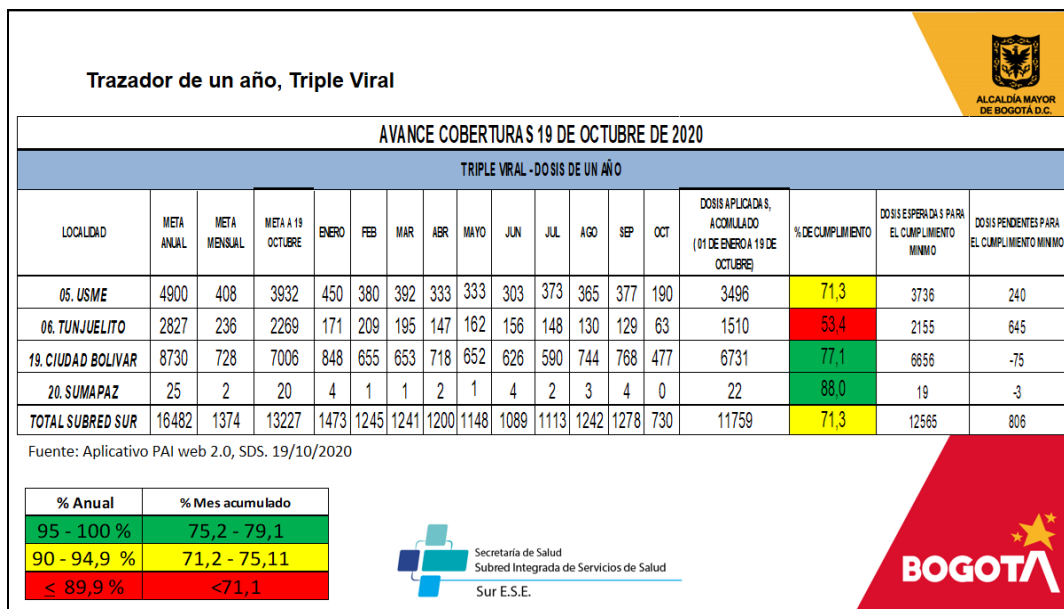 ALCALDÍA MAYOR
DE BOGOTÁ D.C.
Trazador de un año, Triple Viral
AVANCE COBERTURAS 19 DE OCTUBRE DE 2020
TRIPLE VIRAL - DOSIS DE UN AÑO
LOCALIDAD META ANUAL META MENSUAL META A 19 OCTUBRE ENERO FEB MAR ABR MAYO JUN JUL AGO SEP OCT DOSIS APLICADAS, ACOMULADO (01 DE ENERO A 19 DE OCTUBRE) % DE CUMPLIMIENTO DOSIS ESPERADAS PARA EL CUMPLIMIENTO MINIMO DOSIS PENDIENTES PARA EL CUMPLIMIENTO MINIMO
05. USME 4900 408 3932 450 380 392 333 333 303 373 365 377 190 3496 71,3 3736 240
06. TUNJUELITO 2827 236 2269 171 209 195 147 162 156 148 130 129 63 1510 53,4 2155 645
19. CIUDAD BOLIVAR 8730 728 7006 848 655 653 718 652 626 590 744 768 477 6731 77,1 6656 -75
20. SUMAPAZ 25 2 20 4 1 1 2 1 4 2 3 4 0 22 88,0 19 -3
TOTAL SUBRED SUR 16482 1374 13227 1473 1245 1241 1200 1148 1089 1113 1242 1278 730 11759 71,3 12565 806
Fuente: Aplicativo PAI web 2.0, SDS. 19/10/2020
% Anual % Mes acumulado
95 - 100 % 75,2 - 79,1
90 - 94,9 % 71,2 - 75,11
≤ 89,9 % <71,1
Secretaría de Salud
Subred Integrada de Servicios de Salud
Sur E.S.E.
BOGOTÁ